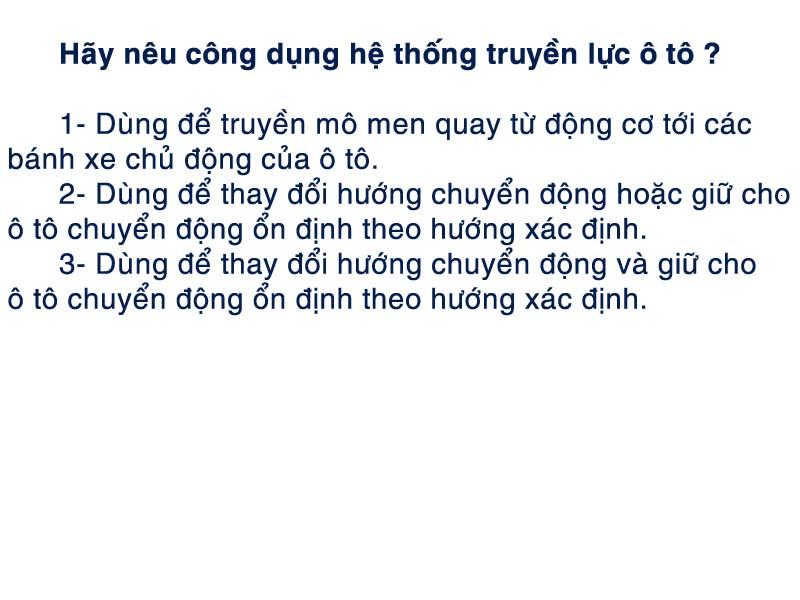 Hãy nêu công dụng hệ thống truyền lực ô tô ?
1- Dùng để truyền mô men quay từ động cơ tới các
bánh xe chủ động của ô tô.
2- Dùng để thay đổi hướng chuyển động hoặc giữ cho
ô tô chuyển động ổn định theo hướng xác định.
3- Dùng để thay đổi hướng chuyển động và giữ cho
ô tô chuyển động ổn định theo hướng xác định.